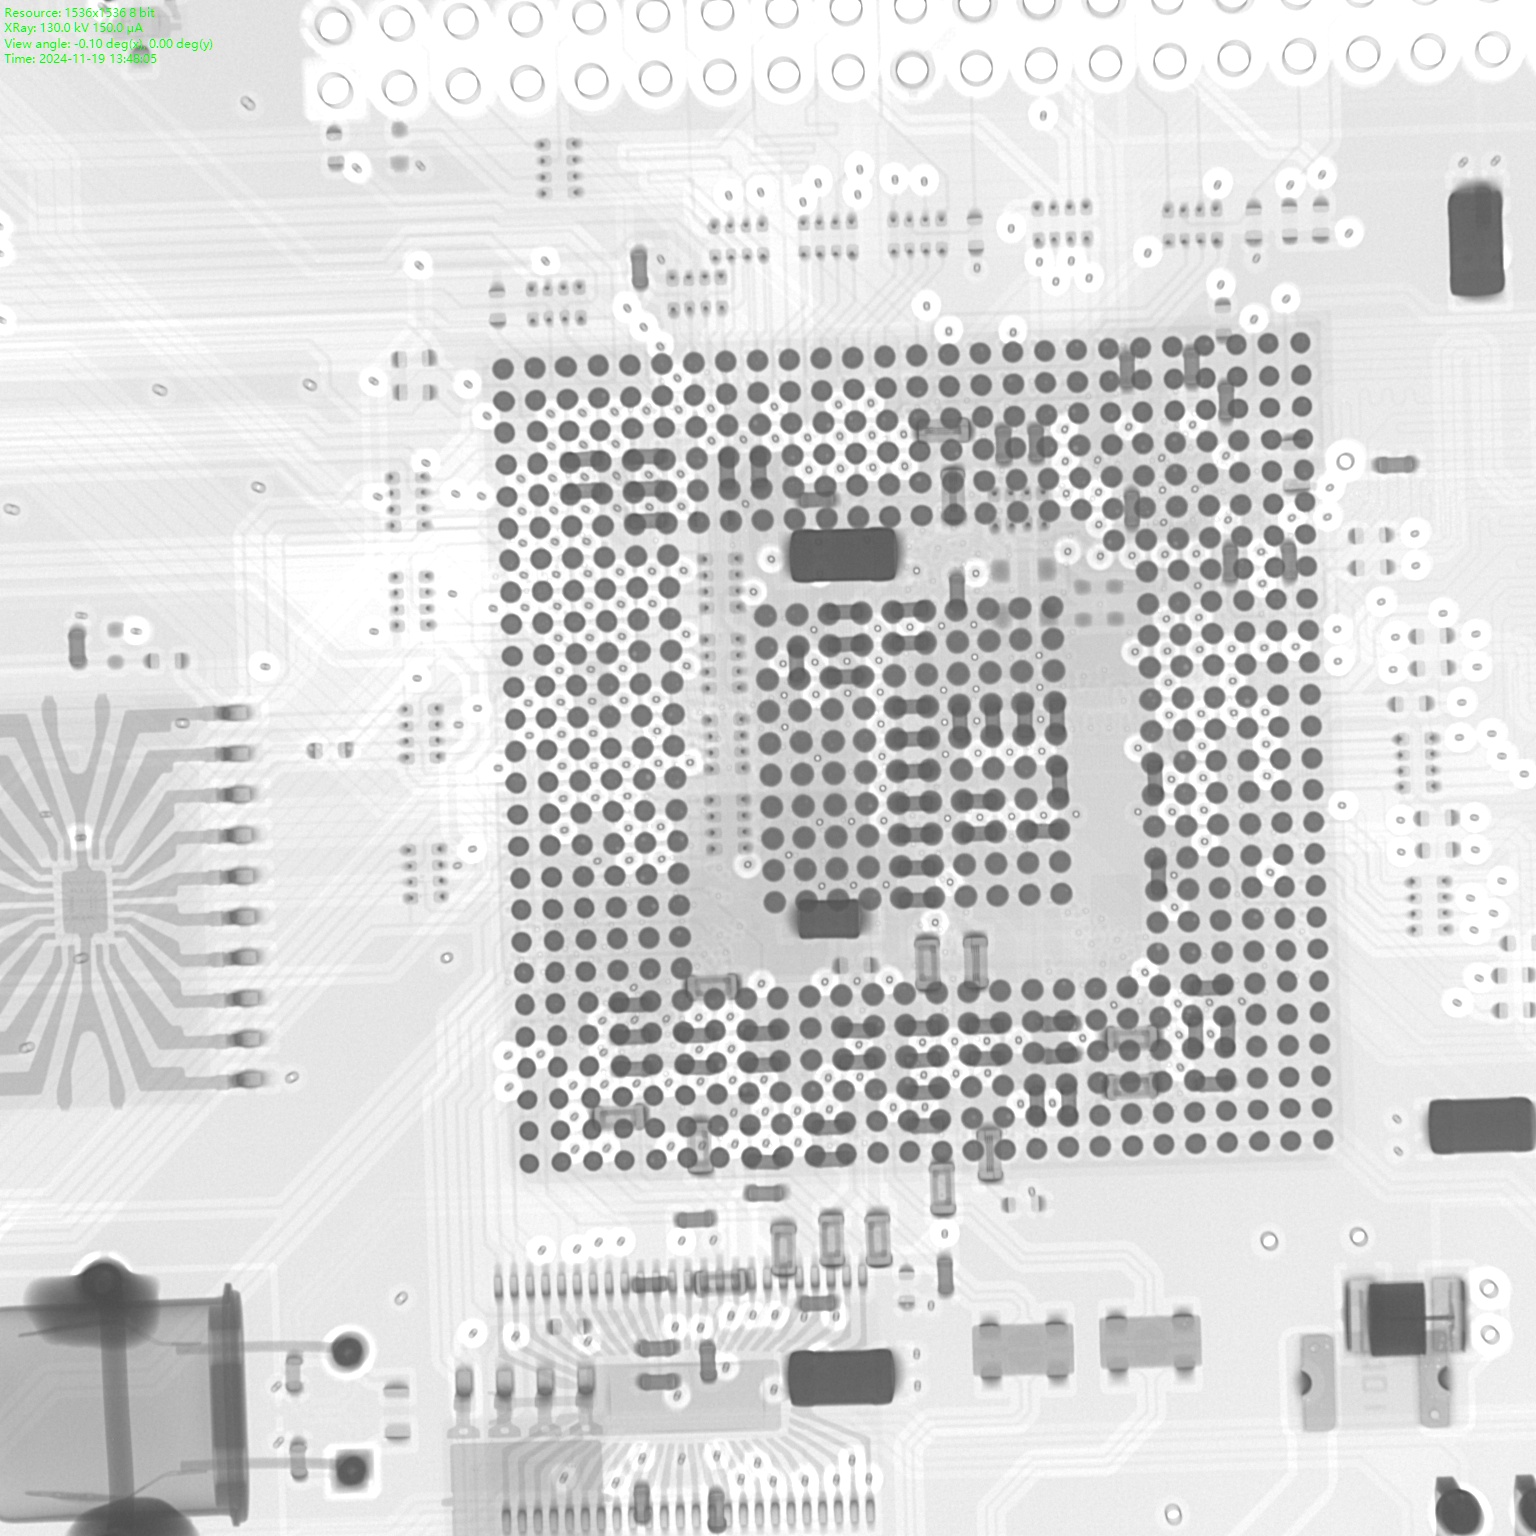 Resource: 1536x1536 8 bit
XRay: 130.0 kV 150.0 µA
View angle: -0.10 deg(x), 0.00 deg(y)
Time: 2024-11-19 13:48:05